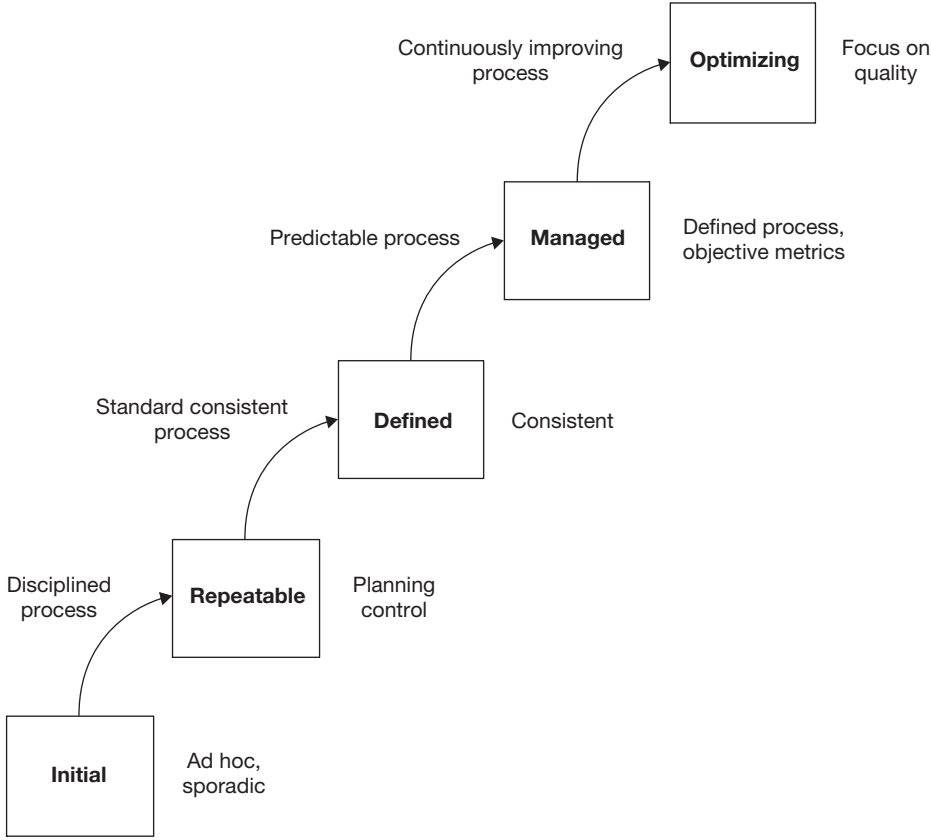 Continuously improving
process
Optimizing
Focus on
quality
Predictable process
Managed
Defined process,
objective metrics
Standard consistent
process
Defined
Consistent
Disciplined
process
Repeatable
Planning
control
Initial
Ad hoc,
sporadic